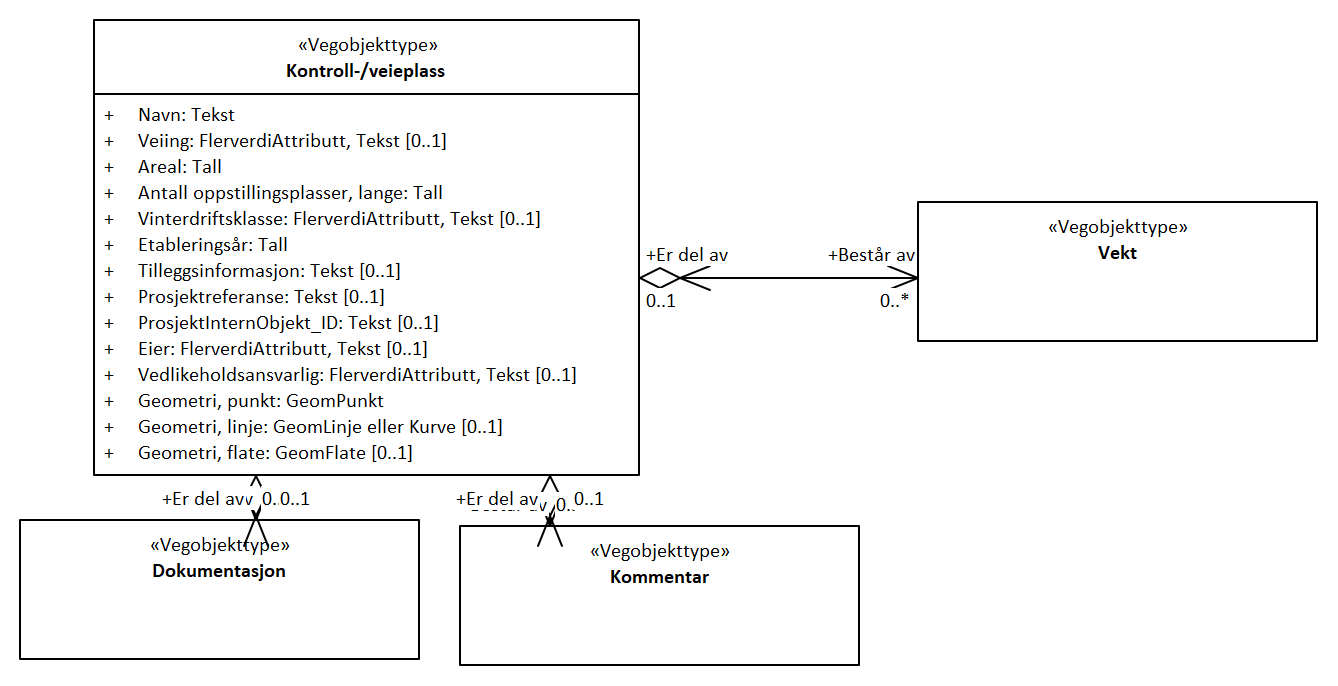 «Vegobjekttype»
Kontroll-/veieplass
+ Navn: Tekst
+ Veiing: FlerverdiAttributt, Tekst [0..1]
+ Areal: Tall
+ Antall oppstillingsplasser, lange: Tall
+ Vinterdriftsklasse: FlerverdiAttributt, Tekst [0..1]
+ Etableringsår: Tall
+ Tilleggsinformasjon: Tekst [0..1]
+ Prosjektreferanse: Tekst [0..1]
+ ProsjektInternObjekt_ID: Tekst [0..1]
+ Eier: FlerverdiAttributt, Tekst [0..1]
+ Vedlikeholdsansvarlig: FlerverdiAttributt, Tekst [0..1]
+ Geometri, punkt: GeomPunkt
+ Geometri, linje: GeomLinje eller Kurve [0..1]
+ Geometri, flate: GeomFlate [0..1]
+Er del av
0..1
+Består av
0..*
«Vegobjekttype»
Vekt
+Er del av
0..1
+Er del av
0..1
«Vegobjekttype»
Dokumentasjon
«Vegobjekttype»
Kommentar